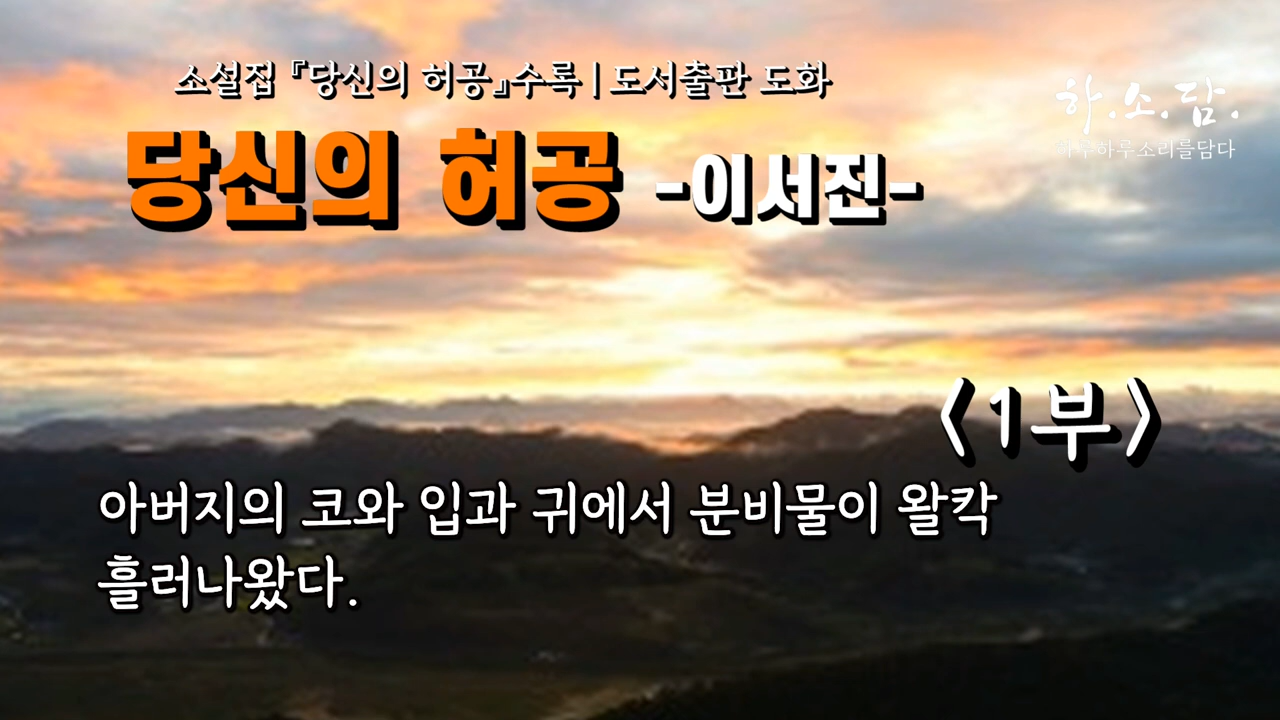 소설집 『당신의 허공』수록 | 도서출판 도화
하.소.담.
하루하루소리를담다
당신의 허공 -이서진-
<1부>
아버지의 코와 입과 귀에서 분비물이 왈칵
흘러나왔다.